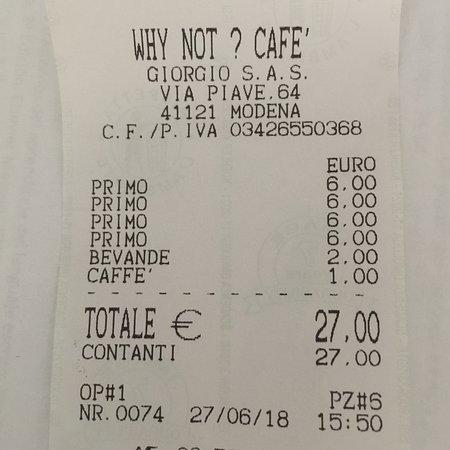 WHY NOT ? CAFE'
GIORGIO S.A.S.
VIA PIAVE.64
41121 MODENA
C.F./P.IVA 03426550368
EURO
PRIMO 6,00
PRIMO 6,00
PRIMO 6,00
PRIMO 6,00
BEVANDE 2,00
CAFFE' 1,00
TOTALE € 27,00
CONTANTI 27,00
OP#1 PZ#6
NR.0074 27/06/18 15:50